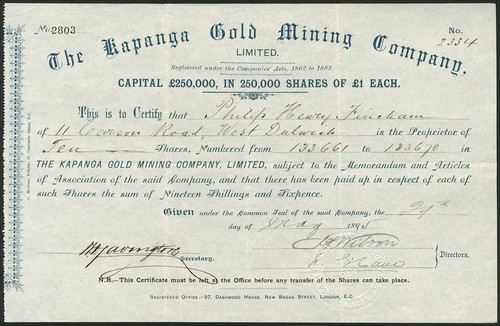 No. 2803
No. 2334
The Kapanga Gold Mining Company,
LIMITED.
Registered under the Companies' Acts, 1862 to 1892.
CAPITAL £250,000, IN 250,000 SHARES OF £1 EACH.
This is to Certify that Philip Henry Fincham
of 11 Road, West Dulwich is the Proprietor
of Ten Shares, Numbered from 133661 to 133670 in
THE KAPANGA GOLD MINING COMPANY, LIMITED, subject to the Memorandum and Articles
of Association of the said Company, and that there has been paid up in respect of each of
such Shares the sum of Nineteen Shillings and Sixpence.
Given under the Common Seal of the said Company, the 29th
day of May 189
Secretary.
Directors.
N.B.—This Certificate must be left at the Office before any transfer of the Shares can take place.
REGISTERED OFFICE—97, DASHWOOD HOUSE, NEW BROAD STREET, LONDON, E.C.